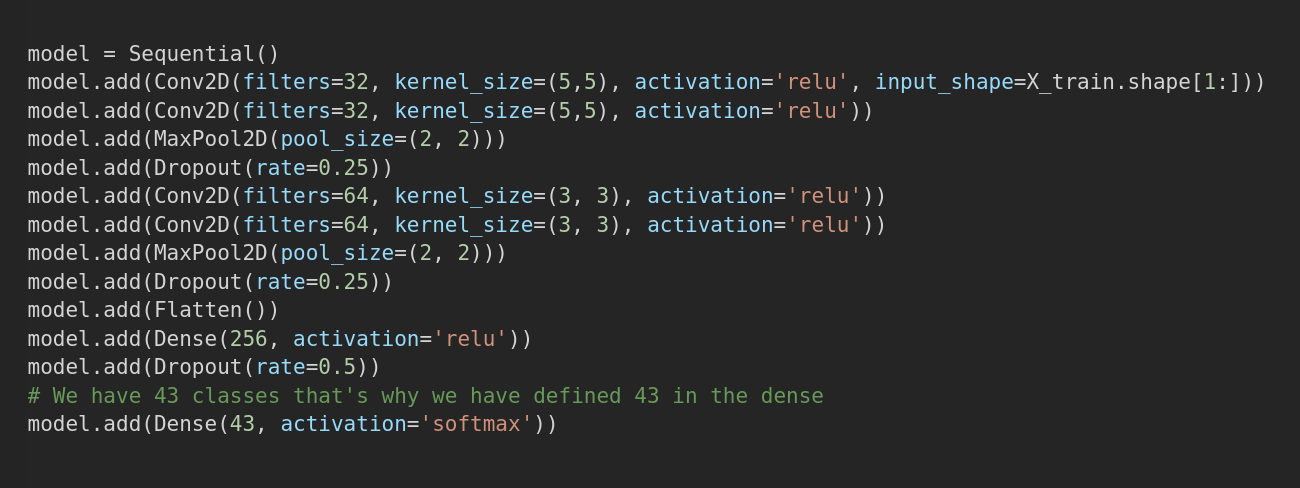 model = Sequential()
model.add(Conv2D(filters=32, kernel_size=(5,5), activation='relu', input_shape=X_train.shape[1:]))
model.add(Conv2D(filters=32, kernel_size=(5,5), activation='relu'))
model.add(MaxPool2D(pool_size=(2, 2)))
model.add(Dropout(rate=0.25))
model.add(Conv2D(filters=64, kernel_size=(3, 3), activation='relu'))
model.add(Conv2D(filters=64, kernel_size=(3, 3), activation='relu'))
model.add(MaxPool2D(pool_size=(2, 2)))
model.add(Dropout(rate=0.25))
model.add(Flatten())
model.add(Dense(256, activation='relu'))
model.add(Dropout(rate=0.5))
# We have 43 classes that's why we have defined 43 in the dense
model.add(Dense(43, activation='softmax'))